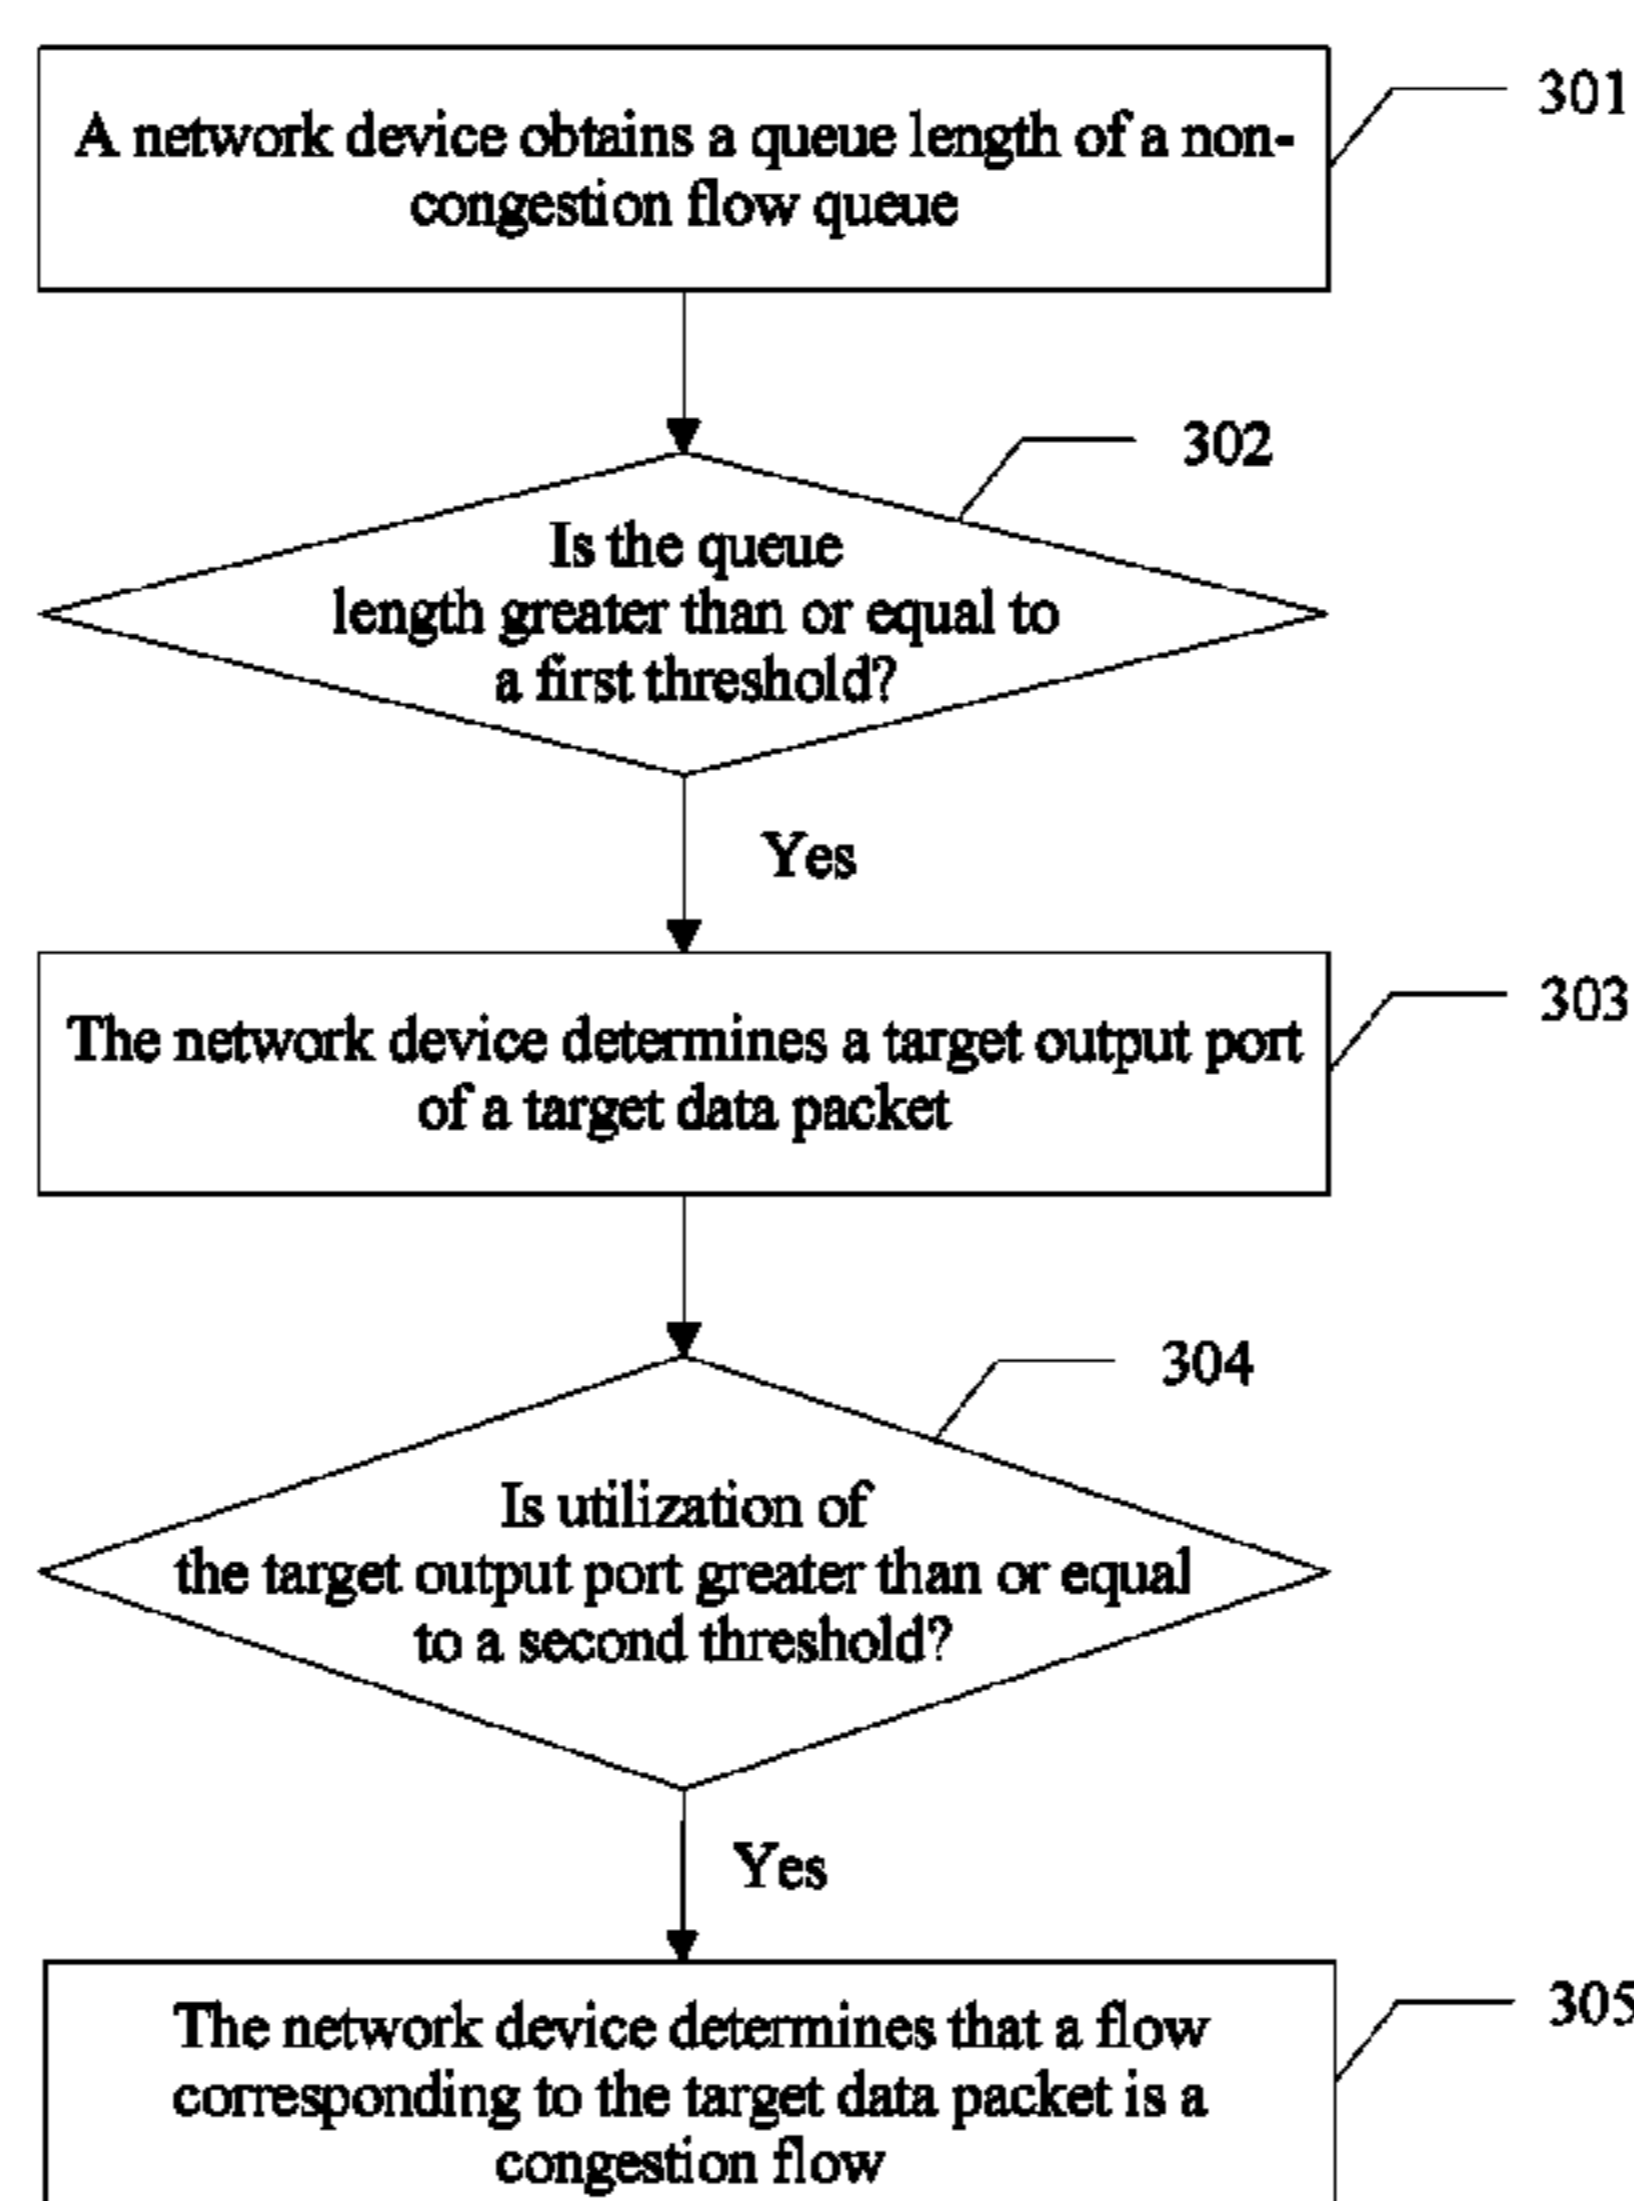 A network device obtains a queue length of a non-
congestion flow queue
301
302
Is the queue
length greater than or equal to
a first threshold?
Yes
The network device determines a target output port
of a target data packet
303
304
Is utilization of
the target output port greater than or equal
to a second threshold?
Yes
The network device determines that a flow
corresponding to the target data packet is a
congestion flow
305